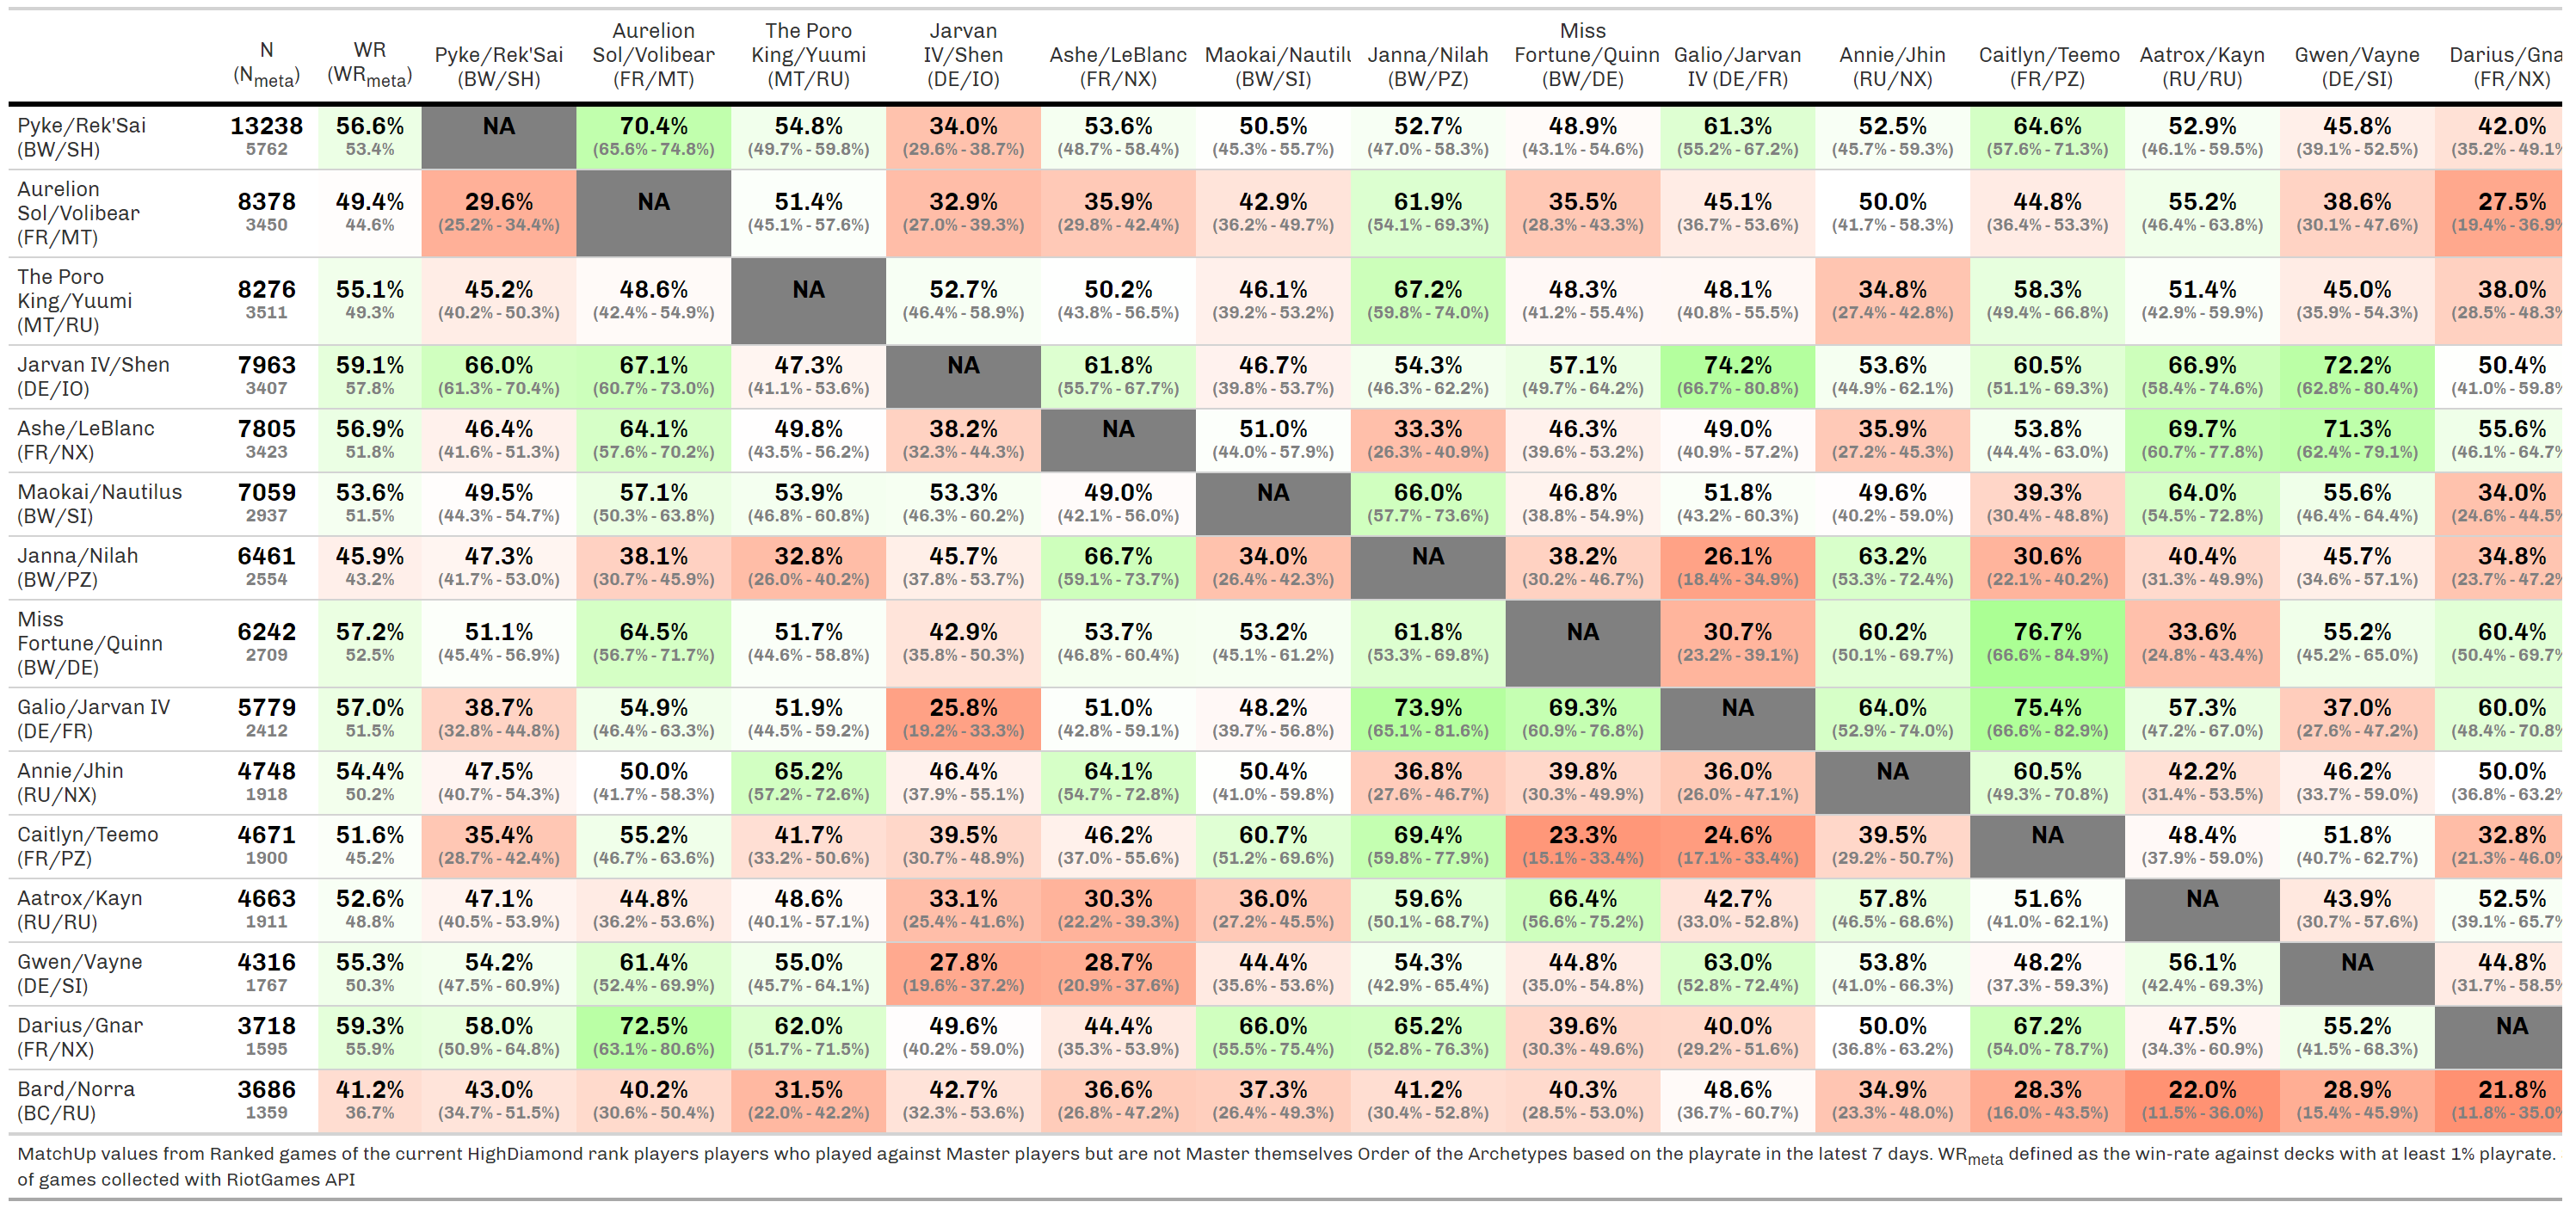 N (Nmeta) WR (WRmeta) Pyke/Rek'Sai (BW/SH) Aurelion Sol/Volibear (FR/MT) The Poro King/Yuumi (MT/RU) Jarvan IV/Shen (DE/IO) Ashe/LeBlanc (FR/NX) Maokai/Nautilu (BW/SI) Janna/Nilah (BW/PZ) Miss Fortune/Quinn (BW/DE) Galio/Jarvan IV (DE/FR) Annie/Jhin (RU/NX) Caitlyn/Teemo (FR/PZ) Aatrox/Kayn (RU/RU) Gwen/Vayne (DE/SI) Darius/Gna (FR/NX)
Pyke/Rek'Sai 13238 56.6% NA 70.4% 54.8% 34.0% 53.6% 50.5% 52.7% 48.9% 61.3% 52.5% 64.6% 52.9% 45.8% 42.0%
(BW/SH) 5762 53.4% (65.6% - 74.8%) (49.7% - 59.8%) (29.6% - 38.7%) (48.7% - 58.4%) (45.3% - 55.7%) (47.0% - 58.3%) (43.1% - 54.6%) (55.2% - 67.2%) (45.7% - 59.3%) (57.6% - 71.3%) (46.1% - 59.5%) (39.1% - 52.5%) (35.2% - 49.1%
Aurelion
Sol/Volibear 8378 49.4% 29.6% NA 51.4% 32.9% 35.9% 42.9% 61.9% 35.5% 45.1% 50.0% 44.8% 55.2% 38.6% 27.5%
(FR/MT) 3450 44.6% (25.2% - 34.4%) (45.1% - 57.6%) (27.0% - 39.3%) (29.8% - 42.4%) (36.2% - 49.7%) (54.1% - 69.3%) (28.3% - 43.3%) (36.7% - 53.6%) (41.7% - 58.3%) (36.4% - 53.3%) (46.4% - 63.8%) (30.1% - 47.6%) (19.4% - 36.9%
The Poro
King/Yuumi 8276 55.1% 45.2% 48.6% NA 52.7% 50.2% 46.1% 67.2% 48.3% 48.1% 34.8% 58.3% 51.4% 45.0% 38.0%
(MT/RU) 3511 49.3% (40.2% - 50.3%) (42.4% - 54.9%) (46.4% - 58.9%) (43.8% - 56.5%) (39.2% - 53.2%) (59.8% - 74.0%) (41.2% - 55.4%) (40.8% - 55.5%) (27.4% - 42.8%) (49.4% - 66.8%) (42.9% - 59.9%) (35.9% - 54.3%) (28.5% - 48.3%
Jarvan IV/Shen 7963 59.1% 66.0% 67.1% 47.3% NA 61.8% 46.7% 54.3% 57.1% 74.2% 53.6% 60.5% 66.9% 72.2% 50.4%
(DE/IO) 3407 57.8% (61.3% - 70.4%) (60.7% - 73.0%) (41.1% - 53.6%) (55.7% - 67.7%) (39.8% - 53.7%) (46.3% - 62.2%) (49.7% - 64.2%) (66.7% - 80.8%) (44.9% - 62.1%) (51.1% - 69.3%) (58.4% - 74.6%) (62.8% - 80.4%) (41.0% - 59.8%
Ashe/LeBlanc 7805 56.9% 46.4% 64.1% 49.8% 38.2% NA 51.0% 33.3% 46.3% 49.0% 35.9% 53.8% 69.7% 71.3% 55.6%
(FR/NX) 3423 51.8% (41.6% - 51.3%) (57.6% - 70.2%) (43.5% - 56.2%) (32.3% - 44.3%) (44.0% - 57.9%) (26.3% - 40.9%) (39.6% - 53.2%) (40.9% - 57.2%) (27.2% - 45.3%) (44.4% - 63.0%) (60.7% - 77.8%) (62.4% - 79.1%) (46.1% - 64.7%
Maokai/Nautilus 7059 53.6% 49.5% 57.1% 53.9% 53.3% 49.0% NA 66.0% 46.8% 51.8% 49.6% 39.3% 64.0% 55.6% 34.0%
(BW/SI) 2937 51.5% (44.3% - 54.7%) (50.3% - 63.8%) (46.8% - 60.8%) (46.3% - 60.2%) (42.1% - 56.0%) (57.7% - 73.6%) (38.8% - 54.9%) (43.2% - 60.3%) (40.2% - 59.0%) (30.4% - 48.8%) (54.5% - 72.8%) (46.4% - 64.4%) (24.6% - 44.5%
Janna/Nilah 6461 45.9% 47.3% 38.1% 32.8% 45.7% 66.7% 34.0% NA 38.2% 26.1% 63.2% 30.6% 40.4% 45.7% 34.8%
(BW/PZ) 2554 43.2% (41.7% - 53.0%) (30.7% - 45.9%) (26.0% - 40.2%) (37.8% - 53.7%) (59.1% - 73.7%) (26.4% - 42.3%) (30.2% - 46.7%) (18.4% - 34.9%) (53.3% - 72.4%) (22.1% - 40.2%) (31.3% - 49.9%) (34.6% - 57.1%) (23.7% - 47.2%
Miss
Fortune/Quinn 6242 57.2% 51.1% 64.5% 51.7% 42.9% 53.7% 53.2% 61.8% NA 30.7% 60.2% 76.7% 33.6% 55.2% 60.4%
(BW/DE) 2709 52.5% (45.4% - 56.9%) (56.7% - 71.7%) (44.6% - 58.8%) (35.8% - 50.3%) (46.8% - 60.4%) (45.1% - 61.2%) (53.3% - 69.8%) (23.2% - 39.1%) (50.1% - 69.7%) (66.6% - 84.9%) (24.8% - 43.4%) (45.2% - 65.0%) (50.4% - 69.7%
Galio/Jarvan IV 5779 57.0% 38.7% 54.9% 51.9% 25.8% 51.0% 48.2% 73.9% 69.3% NA 64.0% 75.4% 57.3% 37.0% 60.0%
(DE/FR) 2412 51.5% (32.8% - 44.8%) (46.4% - 63.3%) (44.5% - 59.2%) (19.2% - 33.3%) (42.8% - 59.1%) (39.7% - 56.8%) (65.1% - 81.6%) (60.9% - 76.8%) (52.9% - 74.0%) (66.6% - 82.9%) (47.2% - 67.0%) (27.6% - 47.2%) (48.4% - 70.8%
Annie/Jhin 4748 54.4% 47.5% 50.0% 65.2% 46.4% 64.1% 50.4% 36.8% 39.8% 36.0% NA 60.5% 42.2% 46.2% 50.0%
(RU/NX) 1918 50.2% (40.7% - 54.3%) (41.7% - 58.3%) (57.2% - 72.6%) (37.9% - 55.1%) (54.7% - 72.8%) (41.0% - 59.8%) (27.6% - 46.7%) (30.3% - 49.9%) (26.0% - 47.1%) (49.3% - 70.8%) (31.4% - 53.5%) (33.7% - 59.0%) (36.8% - 63.2%
Caitlyn/Teemo 4671 51.6% 35.4% 55.2% 41.7% 39.5% 46.2% 60.7% 69.4% 23.3% 24.6% 39.5% NA 48.4% 51.8% 32.8%
(FR/PZ) 1900 45.2% (28.7% - 42.4%) (46.7% - 63.6%) (33.2% - 50.6%) (30.7% - 48.9%) (37.0% - 55.6%) (51.2% - 69.6%) (59.8% - 77.9%) (15.1% - 33.4%) (17.1% - 33.4%) (29.2% - 50.7%) (37.9% - 59.0%) (40.7% - 62.7%) (21.3% - 46.0%
Aatrox/Kayn 4663 52.6% 47.1% 44.8% 48.6% 33.1% 30.3% 36.0% 59.6% 66.4% 42.7% 57.8% 51.6% NA 43.9% 52.5%
(RU/RU) 1911 48.8% (40.5% - 53.9%) (36.2% - 53.6%) (40.1% - 57.1%) (25.4% - 41.6%) (22.2% - 39.3%) (27.2% - 45.5%) (50.1% - 68.7%) (56.6% - 75.2%) (33.0% - 52.8%) (46.5% - 68.6%) (41.0% - 62.1%) (30.7% - 57.6%) (39.1% - 65.7%
Gwen/Vayne 4316 55.3% 54.2% 61.4% 55.0% 27.8% 28.7% 44.4% 54.3% 44.8% 63.0% 53.8% 48.2% 56.1% NA 44.8%
(DE/SI) 1767 50.3% (47.5% - 60.9%) (52.4% - 69.9%) (45.7% - 64.1%) (19.6% - 37.2%) (20.9% - 37.6%) (35.6% - 53.6%) (42.9% - 65.4%) (35.0% - 54.8%) (52.8% - 72.4%) (41.0% - 66.3%) (37.3% - 59.3%) (42.4% - 69.3%) (31.7% - 58.5%
Darius/Gnar 3718 59.3% 58.0% 72.5% 62.0% 49.6% 44.4% 66.0% 65.2% 39.6% 40.0% 50.0% 67.2% 47.5% 55.2% NA
(FR/NX) 1595 55.9% (50.9% - 64.8%) (63.1% - 80.6%) (51.7% - 71.5%) (40.2% - 59.0%) (35.3% - 53.9%) (55.5% - 75.4%) (52.8% - 76.3%) (30.3% - 49.6%) (29.2% - 51.6%) (36.8% - 63.2%) (54.0% - 78.7%) (34.3% - 60.9%) (41.5% - 68.3%)
Bard/Norra 3686 41.2% 43.0% 40.2% 31.5% 42.7% 36.6% 37.3% 41.2% 40.3% 48.6% 34.9% 28.3% 22.0% 28.9% 21.8%
(BC/RU) 1359 36.7% (34.7% - 51.5%) (30.6% - 50.4%) (22.0% - 42.2%) (32.3% - 53.6%) (26.8% - 47.2%) (26.4% - 49.3%) (30.4% - 52.8%) (28.5% - 53.0%) (36.7% - 60.7%) (23.3% - 48.0%) (16.0% - 43.5%) (11.5% - 36.0%) (15.4% - 45.9%) (11.8% - 35.0%
MatchUp values from Ranked games of the current HighDiamond rank players players who played against Master players but are not Master themselves Order of the Archetypes based on the playrate in the latest 7 days. WRmeta defined as the win-rate against decks with at least 1% playrate.
of games collected with RiotGames API